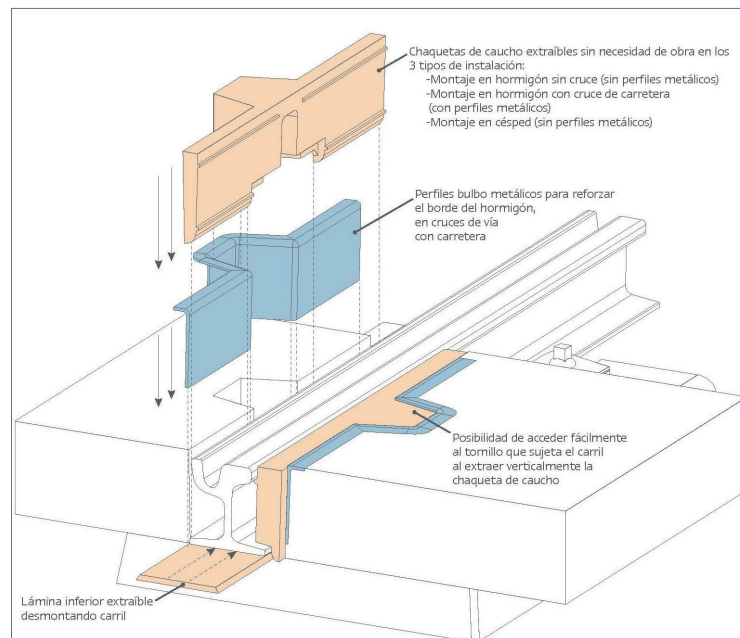 Chaquetas de caucho extraíbles sin necesidad de obra en los
3 tipos de instalación:
-Montaje en hormigón sin cruce (sin perfiles metálicos)
-Montaje en hormigón con cruce de carretera
(con perfiles metálicos)
-Montaje en césped (sin perfiles metálicos)
Perfiles bulbo metálicos para reforzar
el borde del hormigón,
en cruces de vía
con carretera
Posibilidad de acceder fácilmente
al tornillo que sujeta el carril
al extraer verticalmente la
chaqueta de caucho
Lámina inferior extraíble
desmontando carril